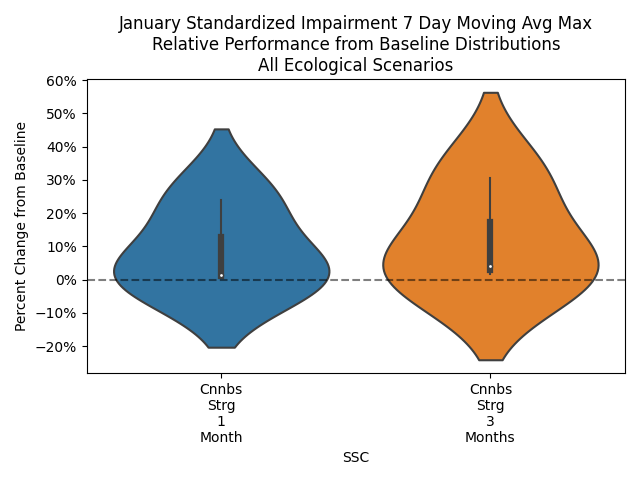 January Standardized Impairment 7 Day Moving Avg Max
Relative Performance from Baseline Distributions
All Ecological Scenarios
Percent Change from Baseline
60%
50%
40%
30%
20%
10%
0%
−10%
−20%
Cnnbs
Strg
1
Month
Cnnbs
Strg
3
Months
SSC